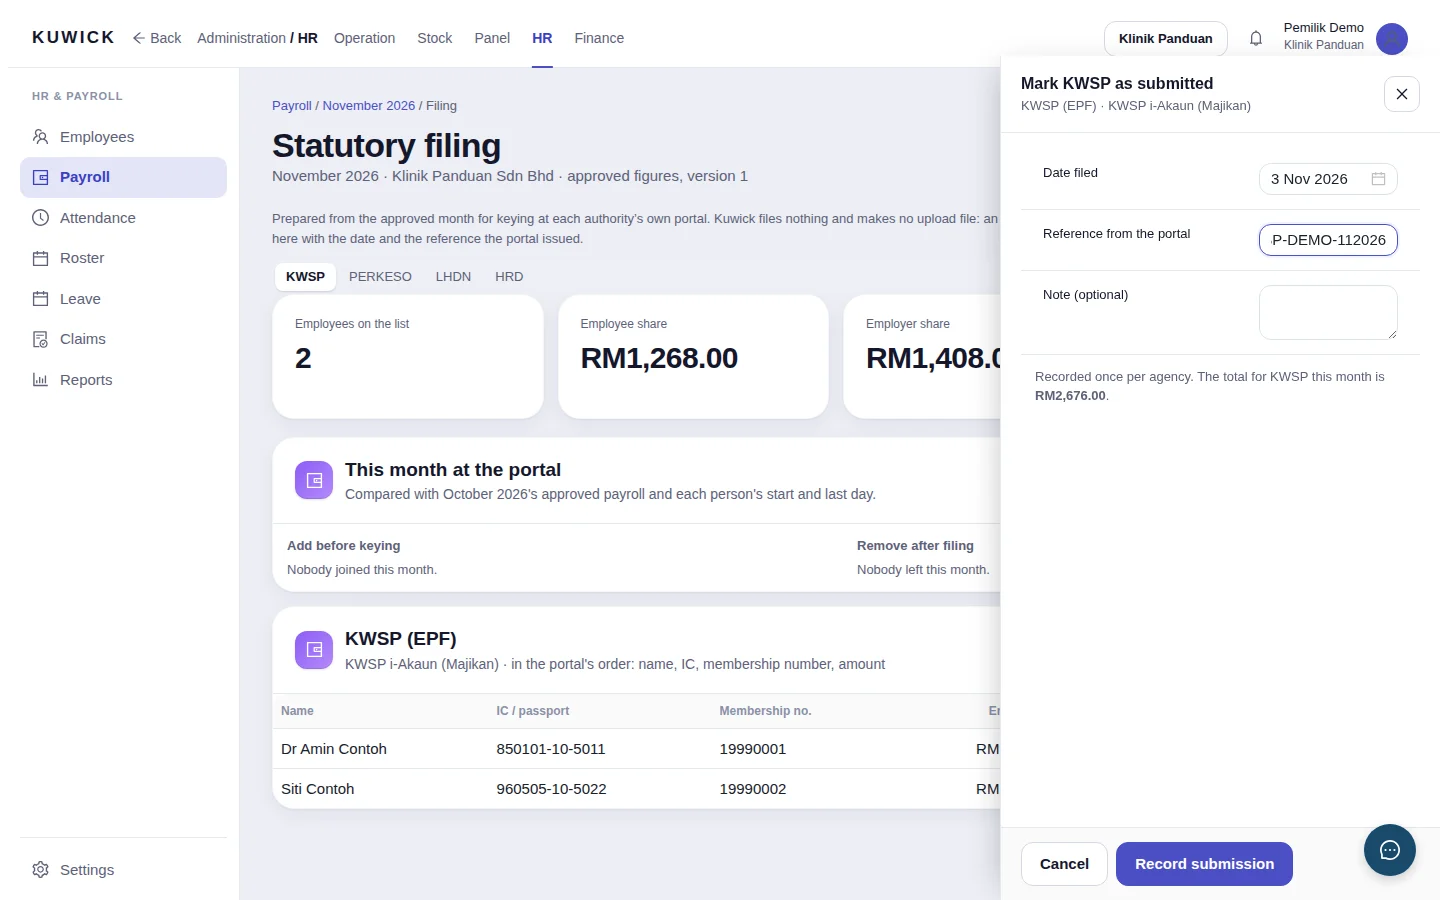 KUWICK
Back
Administration / HR
Operation
Stock
Panel
HR
Finance
Klinik Panduan
Pemilik Demo
Klinik Panduan
HR & PAYROLL
Employees
Payroll
Attendance
Roster
Leave
Claims
Reports
Settings
Payroll / November 2026 / Filing
Statutory filing
November 2026 · Klinik Panduan Sdn Bhd · approved figures, version 1
Prepared from the approved month for keying at each authority's own portal. Kuwick files nothing and makes no upload file: an
here with the date and the reference the portal issued.
KWSP
PERKESO
LHDN
HRD
Employees on the list
2
Employee share
RM1,268.00
Employer share
RM1,408.0
This month at the portal
Compared with October 2026's approved payroll and each person's start and last day.
Add before keying
Nobody joined this month.
Remove after filing
Nobody left this month.
KWSP (EPF)
KWSP i-Akaun (Majikan) · in the portal's order: name, IC, membership number, amount
Name IC / passport Membership no.
Dr Amin Contoh 850101-10-5011 19990001 RM
Siti Contoh 960505-10-5022 19990002 RM
Mark KWSP as submitted
KWSP (EPF) · KWSP i-Akaun (Majikan)
Date filed
3 Nov 2026
Reference from the portal
P-DEMO-112026
Note (optional)
Recorded once per agency. The total for KWSP this month is
RM2,676.00.
Cancel
Record submission